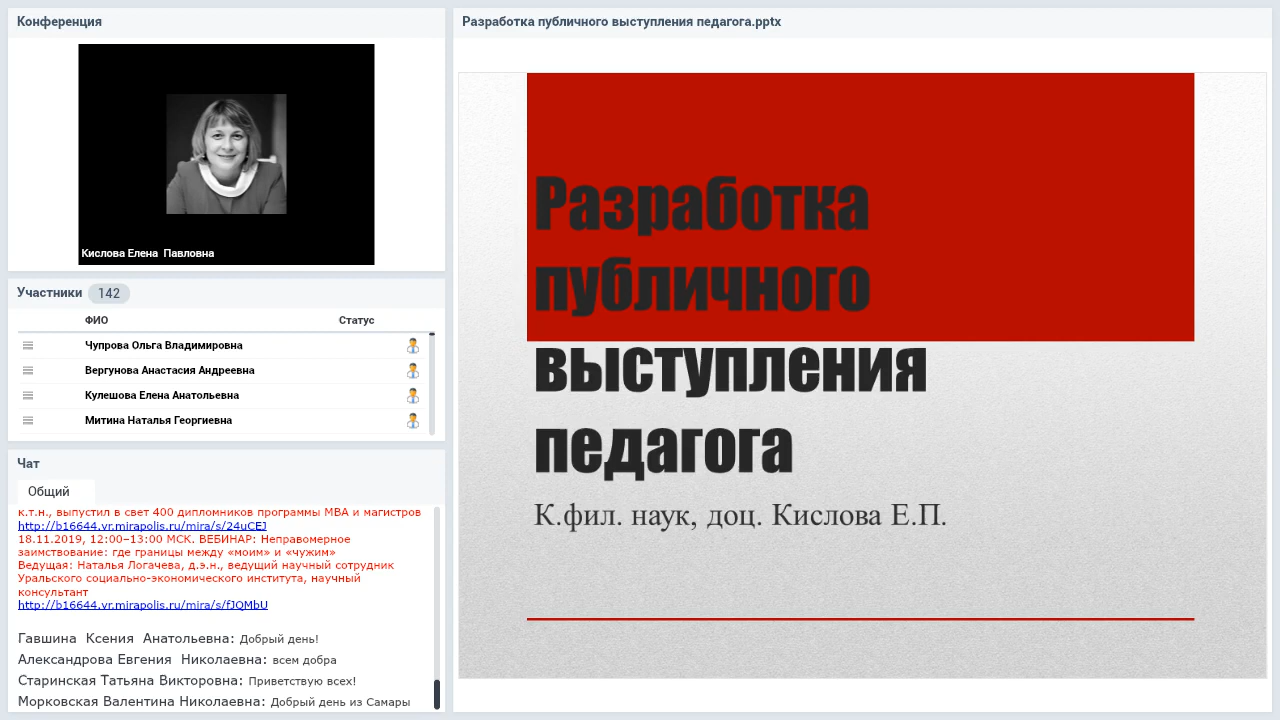 Конференция
Кислова Елена Павловна
Участники 142
ФИО Статус
Чупрова Ольга Владимировна
Вергунова Анастасия Андреевна
Кулешова Елена Анатольевна
Митина Наталья Георгиевна
Чат
Общий
к.т.н., выпустил в свет 400 дипломников программы МВА и магистров
http://b16644.vr.mirapolis.ru/mira/s/24uCEJ
18.11.2019, 12:00–13:00 МСК. ВЕБИНАР: Неправомерное
заимствование: где границы между «моим» и «чужим»
Ведущая: Наталья Логачева, д.э.н., ведущий научный сотрудник
Уральского социально-экономического института, научный
консультант
http://b16644.vr.mirapolis.ru/mira/s/fJQMbU
Гавшина Ксения Анатольевна: Добрый день!
Александрова Евгения Николаевна: всем добра
Старинская Татьяна Викторовна: Приветствую всех!
Морковская Валентина Николаевна: Добрый день из Самары
Разработка публичного выступления педагога.pptx
Разработка
публичного
выступления
педагога
К.фил. наук, доц. Кислова Е.П.